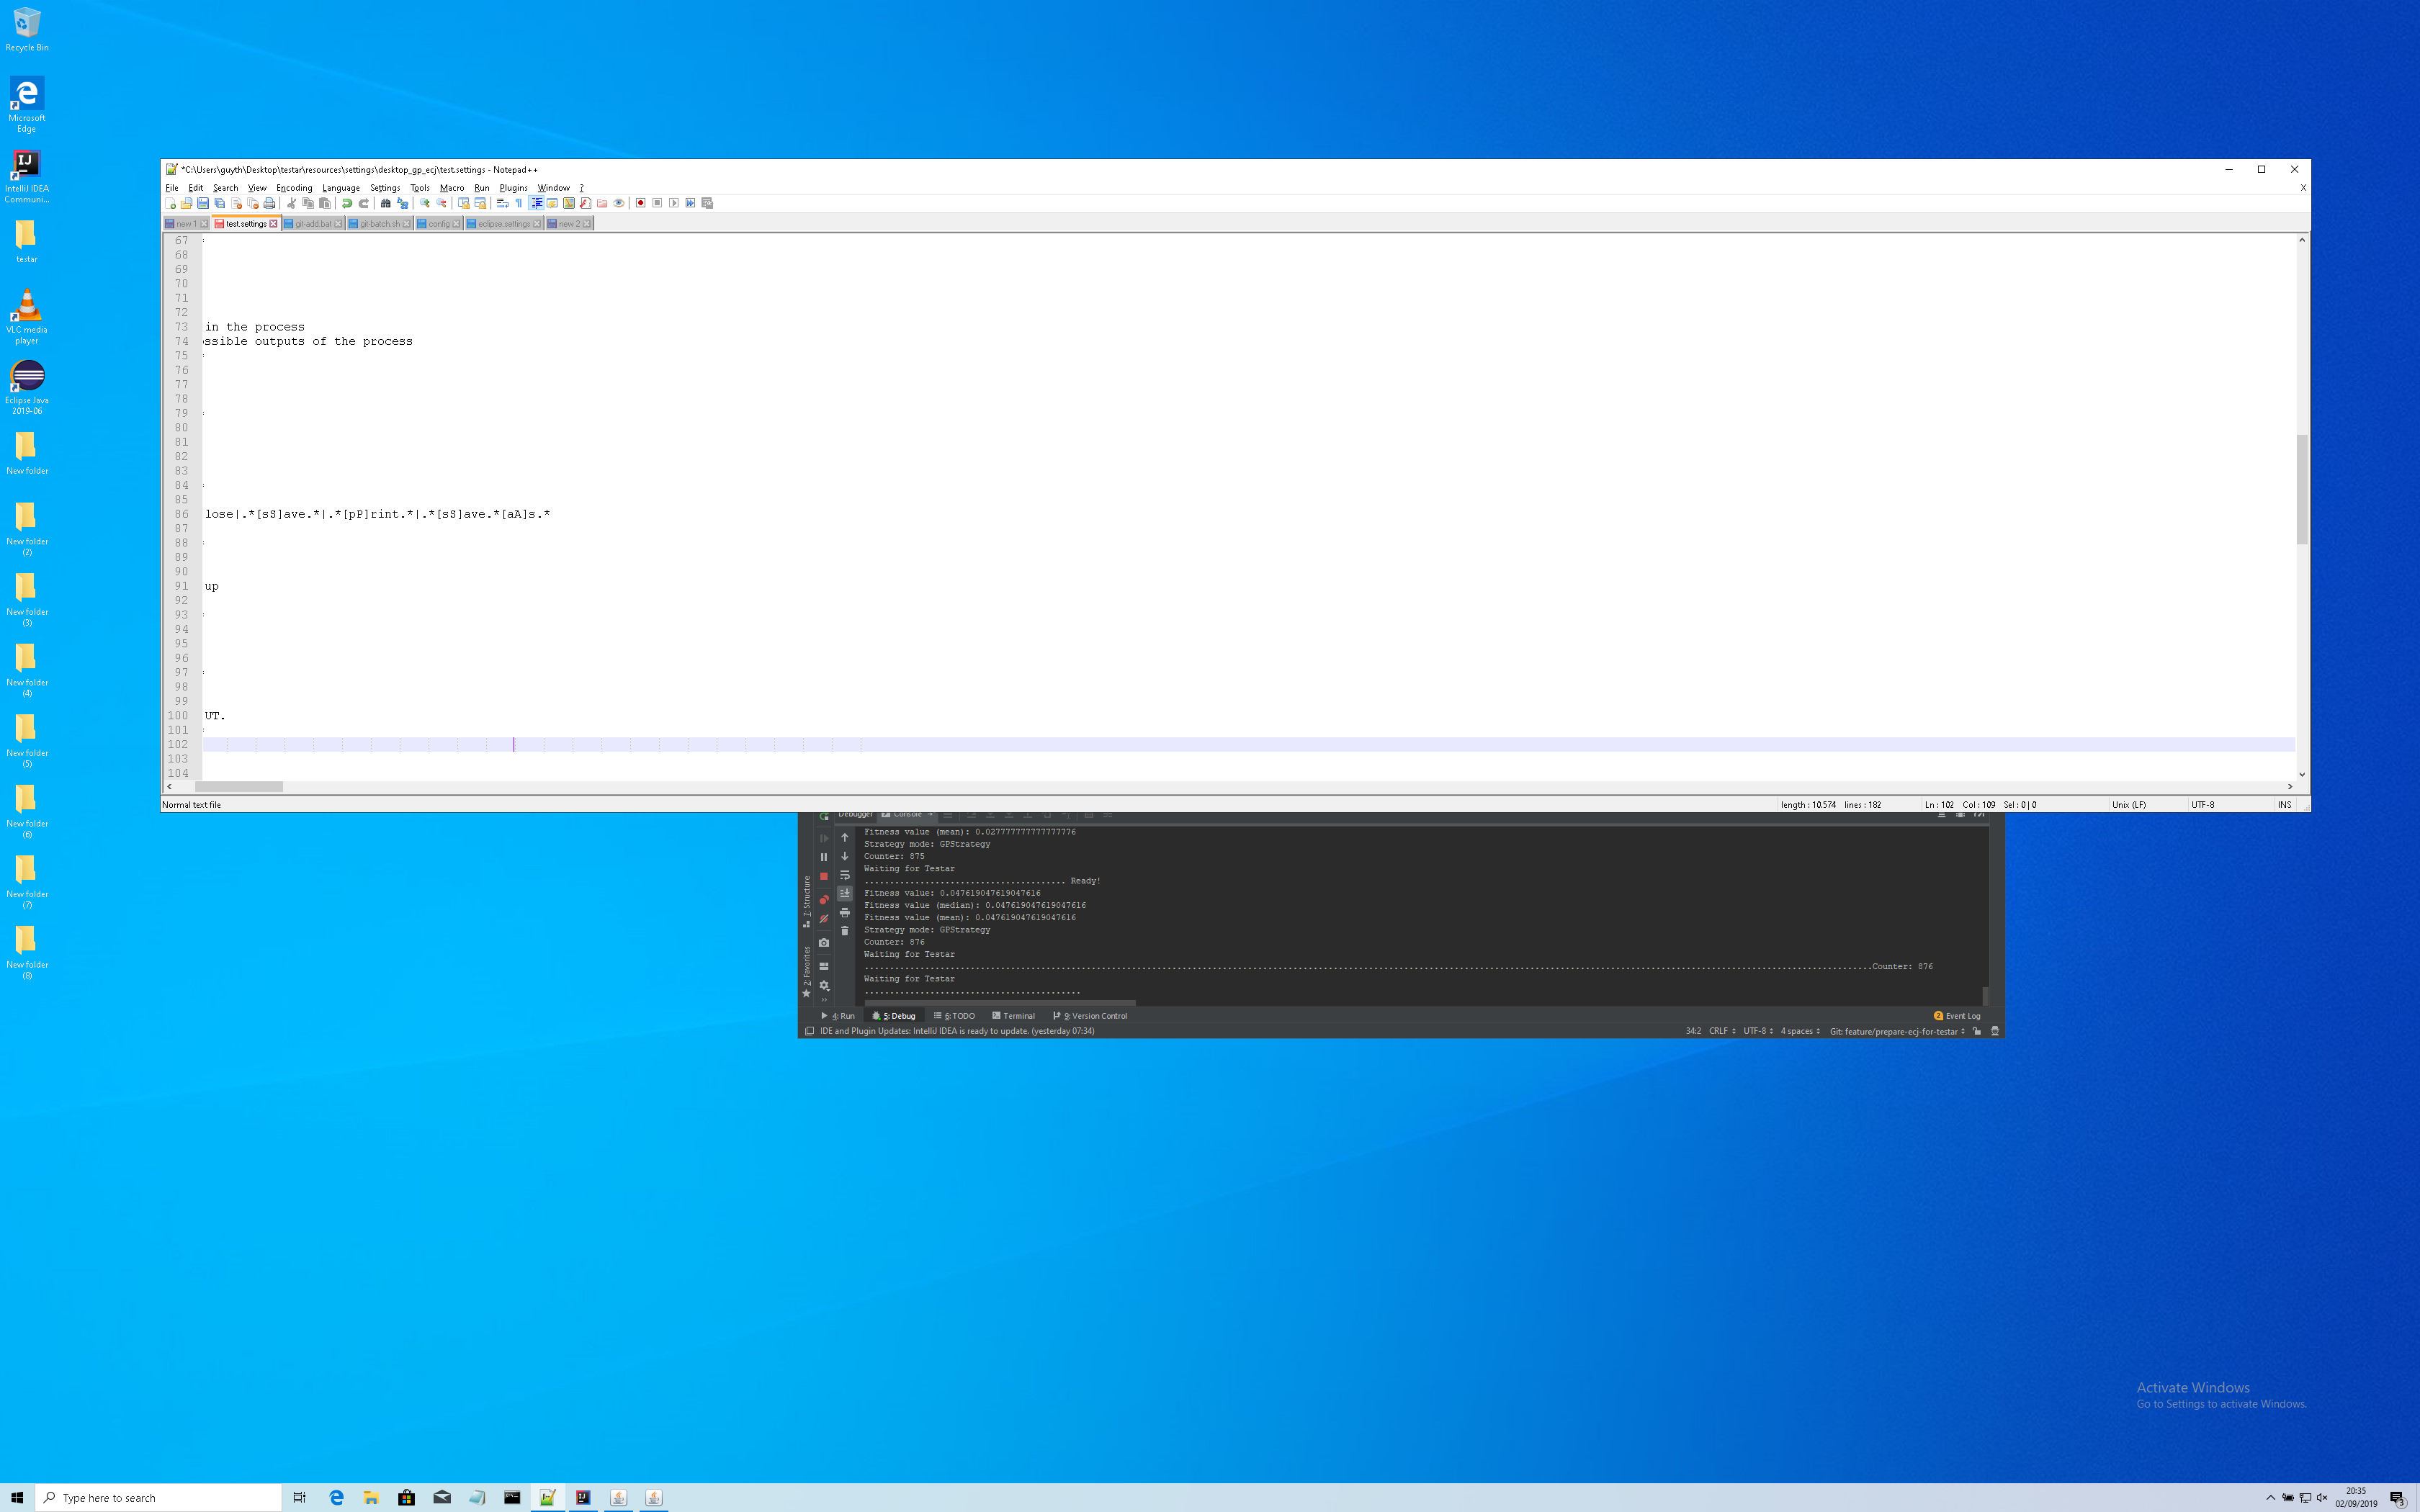 Recycle Bin
Microsoft
Edge
IntelliJ IDEA
Communi...
testar
VLC media
player
Eclipse Java
2019-06
New folder
New folder
(2)
New folder
(3)
New folder
(4)
New folder
(5)
New folder
(6)
New folder
(7)
New folder
(8)
*C:\Users\guyth\Desktop\testar\resources\settings\desktop_gp_ecj\test.settings - Notepad++
File Edit Search View Encoding Language Settings Tools Macro Run Plugins Window ?
X
new 1 test.settings git-add.bat git-batch.sh config eclipse.settings new 2
67
68
69
70
71
72
73 in the process
74 ossible outputs of the process
75
76
77
78
79
80
81
82
83
84
85
86 lose|.*[sS]ave.*|.*[pP]rint.*|.*[sS]ave.*[aA]s.*
87
88
89
90
91 up
92
93
94
95
96
97
98
99
100 UT.
101
102
103
104
Normal text file length : 10.574 lines : 182 Ln : 102 Col : 109 Sel : 0 | 0 Unix (LF) UTF-8 INS
Debugger Console
Fitness value (mean): 0.027777777777777776
Strategy mode: GPStrategy
Counter: 875
Waiting for Testar
........................................ Ready!
Fitness value: 0.047619047619047616
Fitness value (median): 0.047619047619047616
Fitness value (mean): 0.047619047619047616
Strategy mode: GPStrategy
Counter: 876
Waiting for Testar
........Counter: 876
Waiting for Testar
...........................................
7: Structure
2: Favorites
4: Run 5: Debug 6: TODO Terminal 9: Version Control 2 Event Log
IDE and Plugin Updates: IntelliJ IDEA is ready to update. (yesterday 07:34) 34:2 CRLF UTF-8 4 spaces Git: feature/prepare-ecj-for-testar
Activate Windows
Go to Settings to activate Windows.
Type here to search
20:35
02/09/2019
3